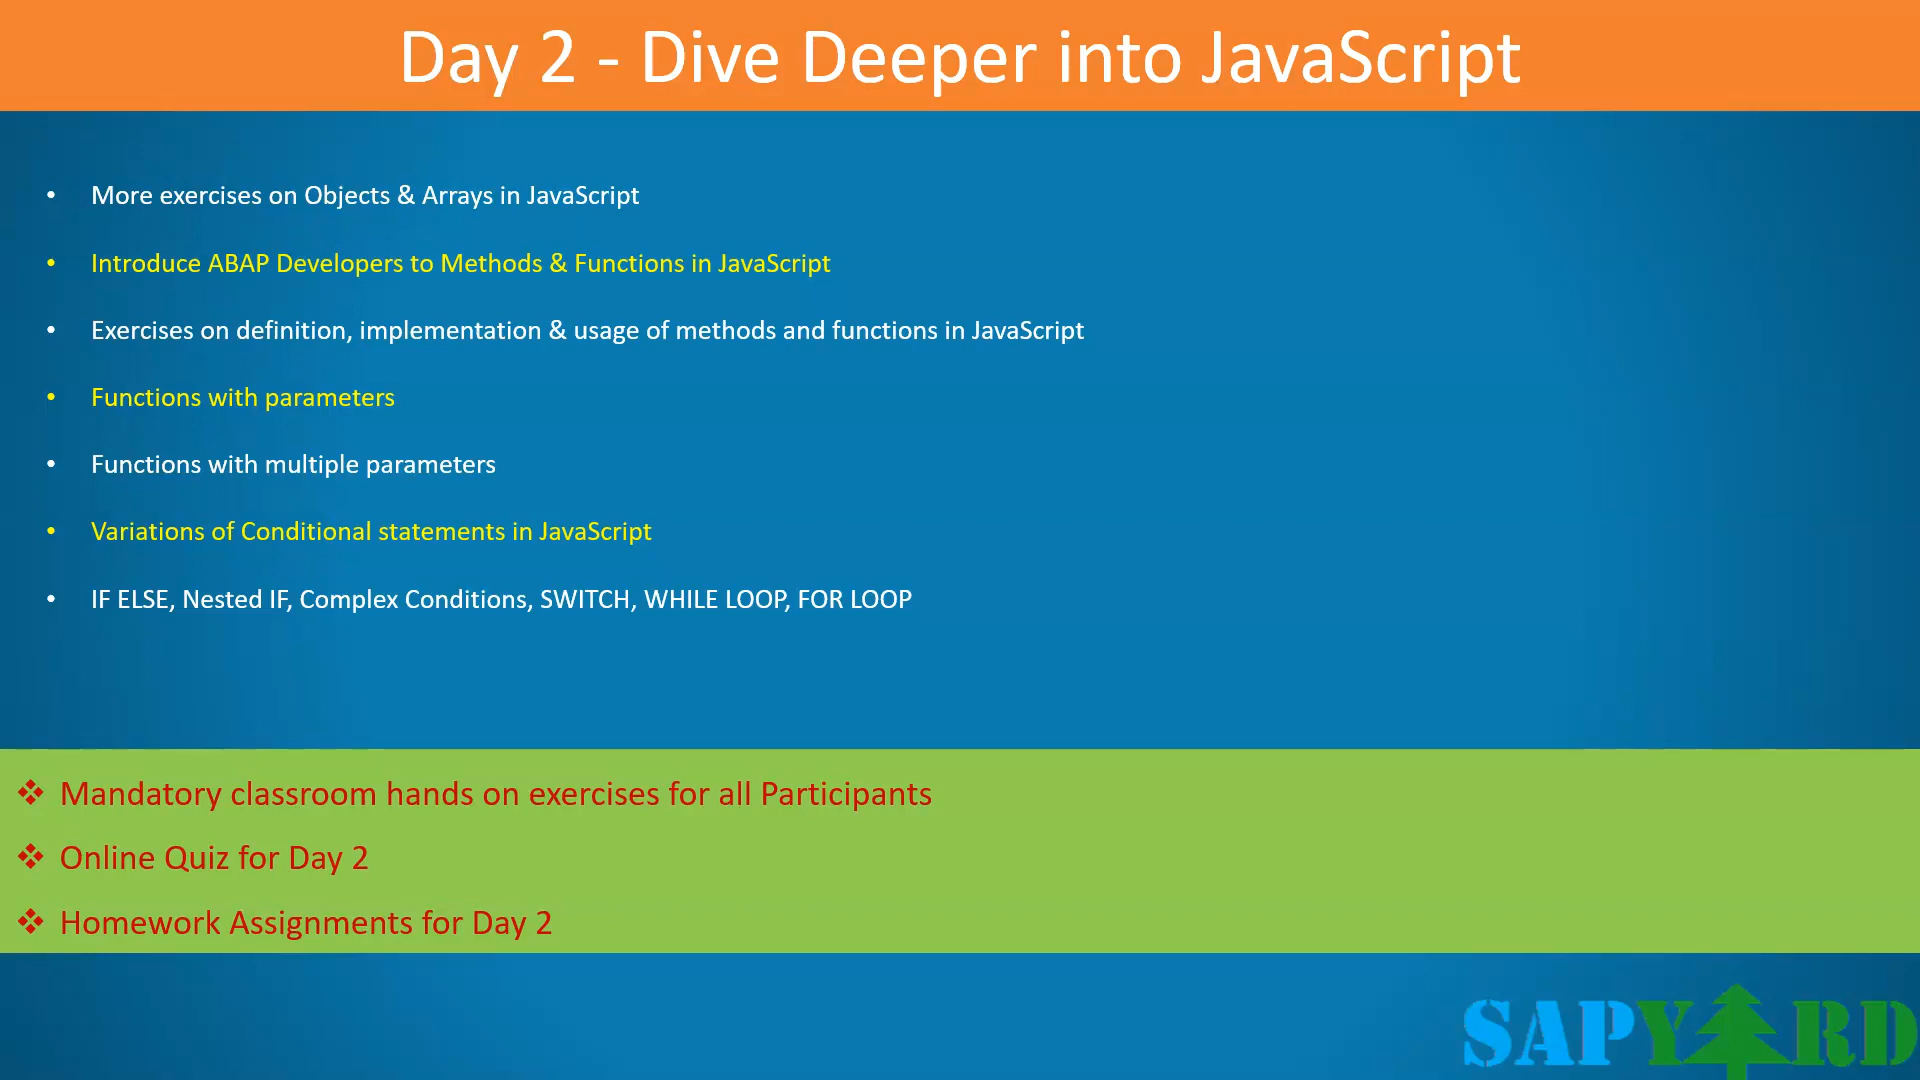 Day 2 - Dive Deeper into JavaScript
• More exercises on Objects & Arrays in JavaScript
• Introduce ABAP Developers to Methods & Functions in JavaScript
• Exercises on definition, implementation & usage of methods and functions in JavaScript
• Functions with parameters
• Functions with multiple parameters
• Variations of Conditional statements in JavaScript
• IF ELSE, Nested IF, Complex Conditions, SWITCH, WHILE LOOP, FOR LOOP
❖ Mandatory classroom hands on exercises for all Participants
❖ Online Quiz for Day 2
❖ Homework Assignments for Day 2
SAPYARD